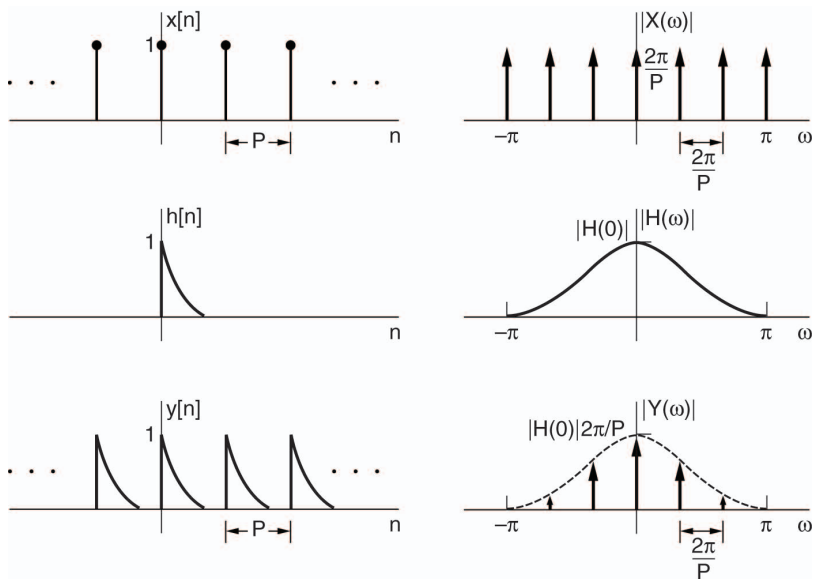 x[n]
1
. . .
. . .
n
P
|X(ω)|
2π
P
−π
π
ω
2π
P
h[n]
1
n
|H(0)|
|H(ω)|
−π
π
ω
y[n]
1
. . .
. . .
n
P
|H(0)|2π/P
|Y(ω)|
−π
π
ω
2π
P